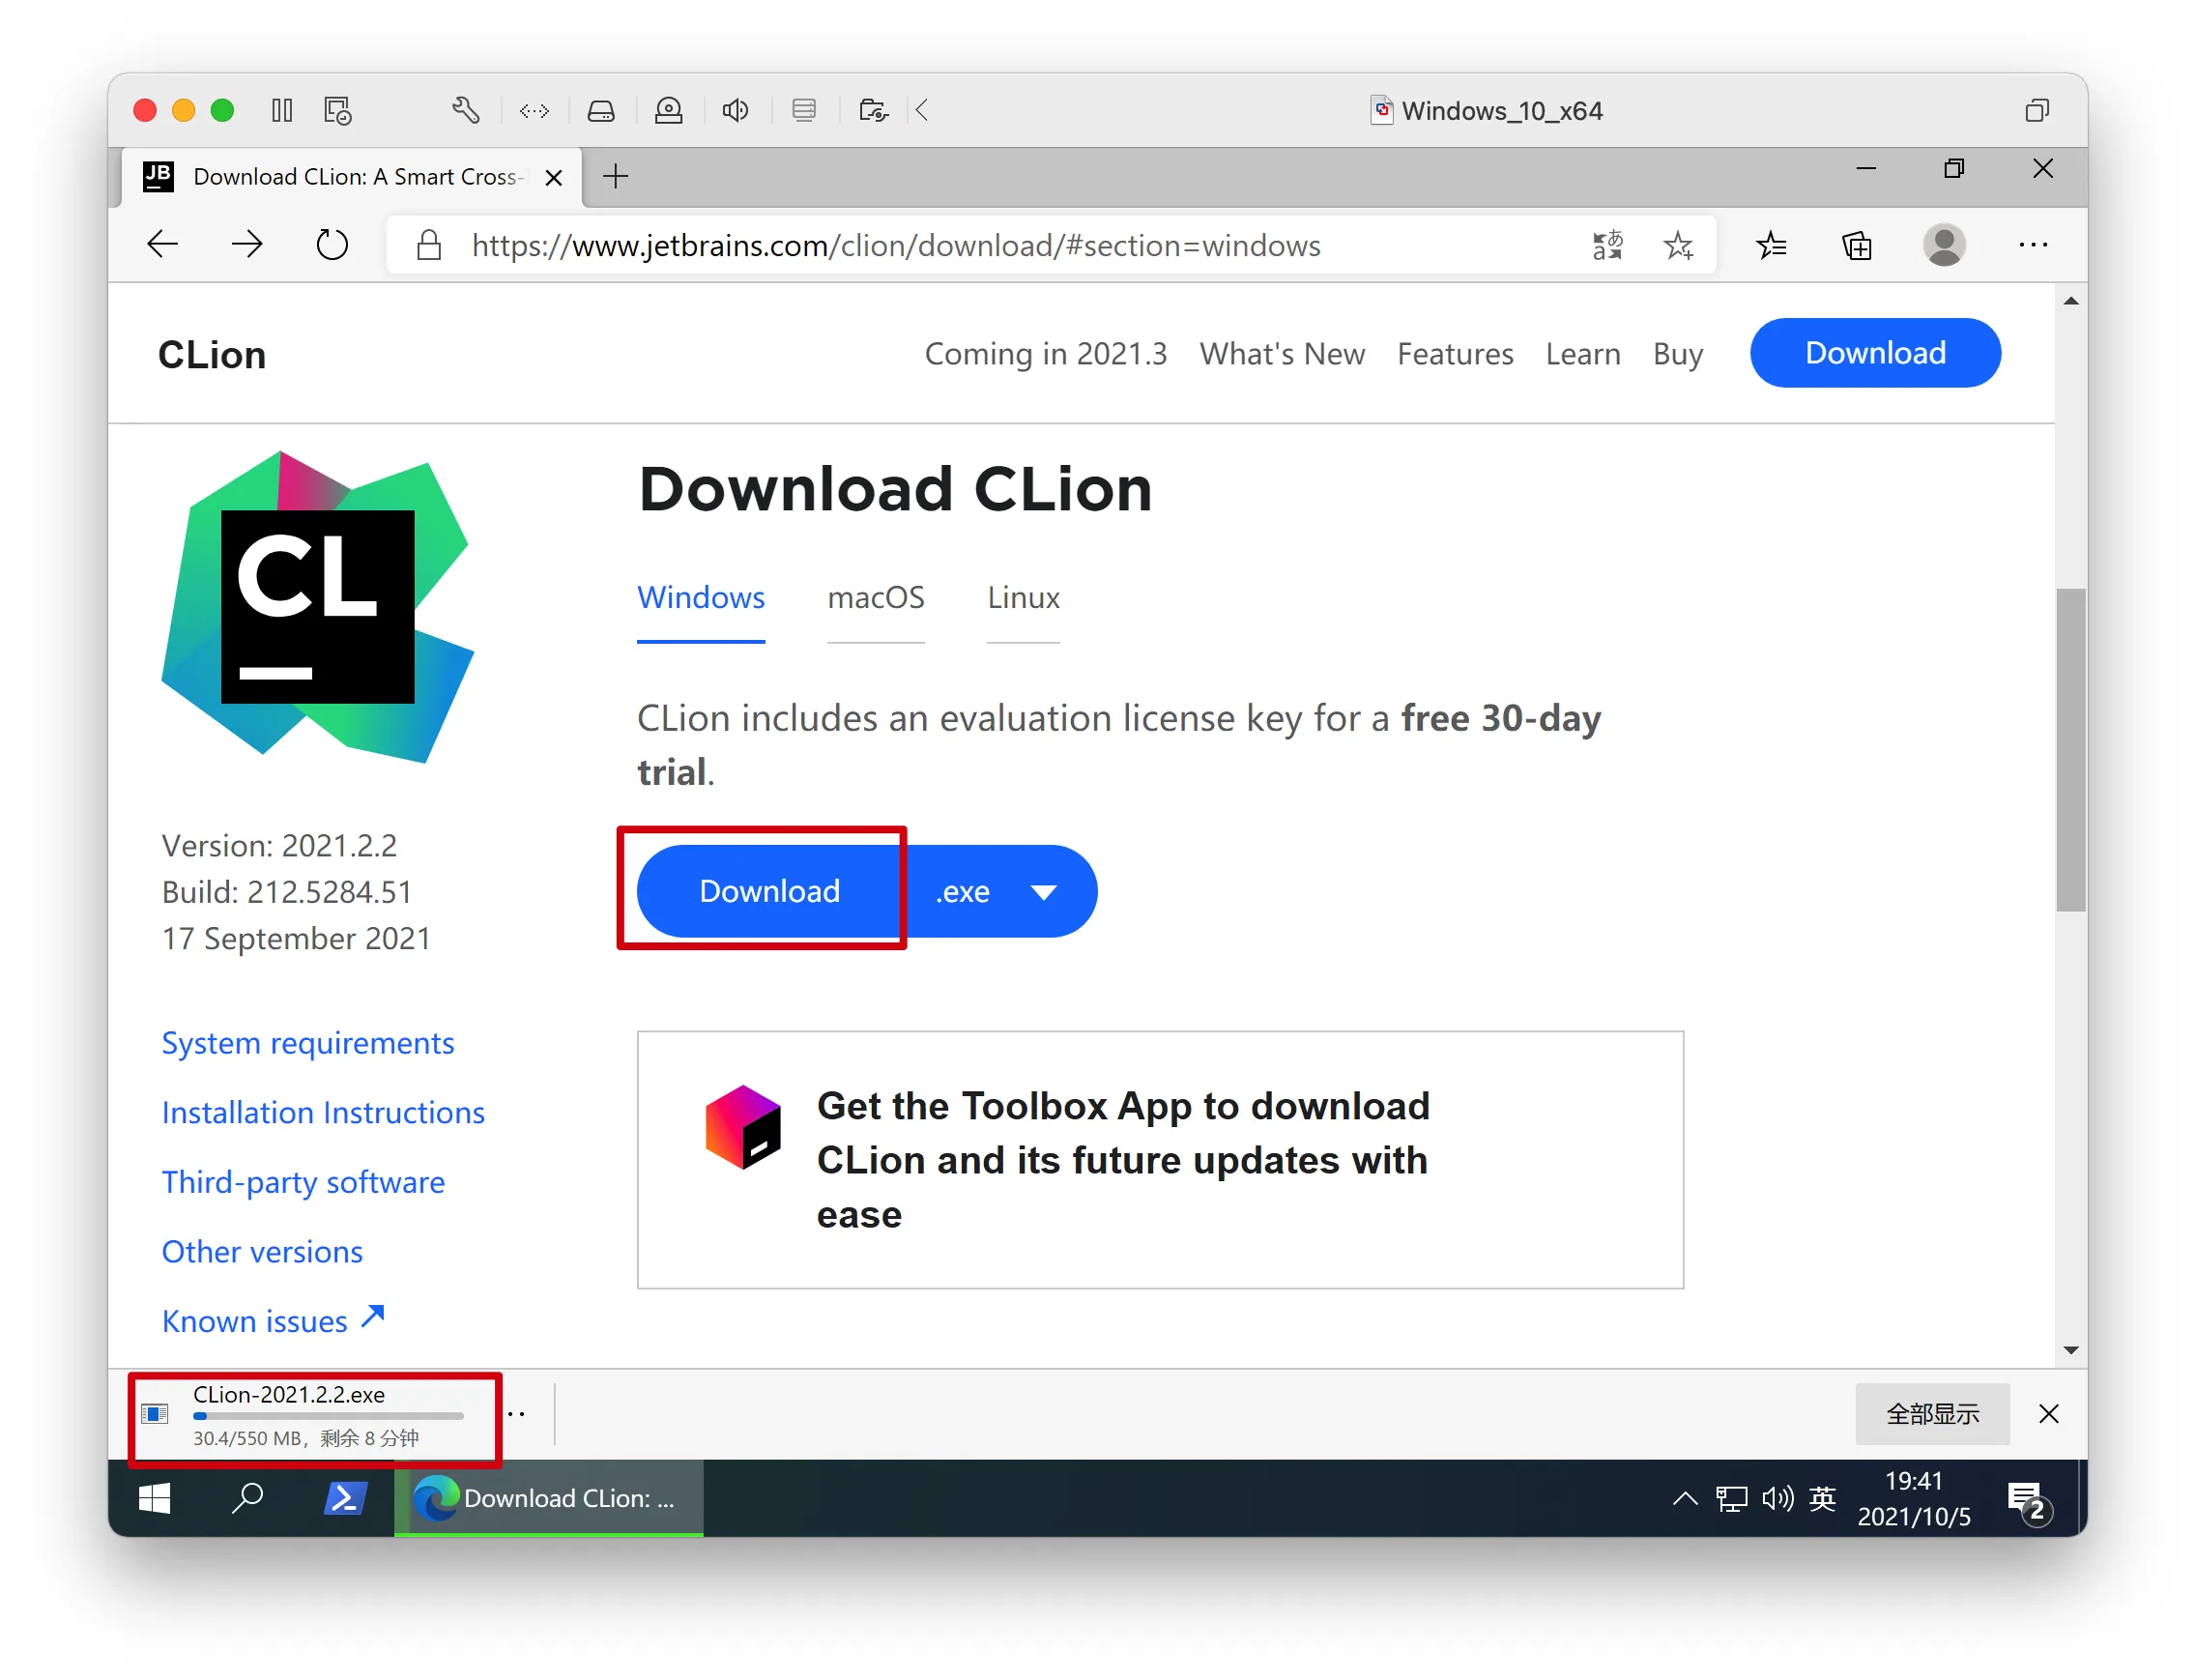 Windows_10_x64
JB
Download CLion: A Smart Cross-
https://www.jetbrains.com/clion/download/#section=windows
CLion
Coming in 2021.3
What's New
Features
Learn
Buy
Download
CL
Download CLion
Windows
macOS
Linux
CLion includes an evaluation license key for a free 30-day
trial.
Version: 2021.2.2
Build: 212.5284.51
17 September 2021
Download
.exe
System requirements
Installation Instructions
Third-party software
Other versions
Known issues
Get the Toolbox App to download
CLion and its future updates with
ease
CLion-2021.2.2.exe
30.4/550 MB，剩余 8 分钟
全部显示
Download CLion: ...
英
19:41
2021/10/5
2